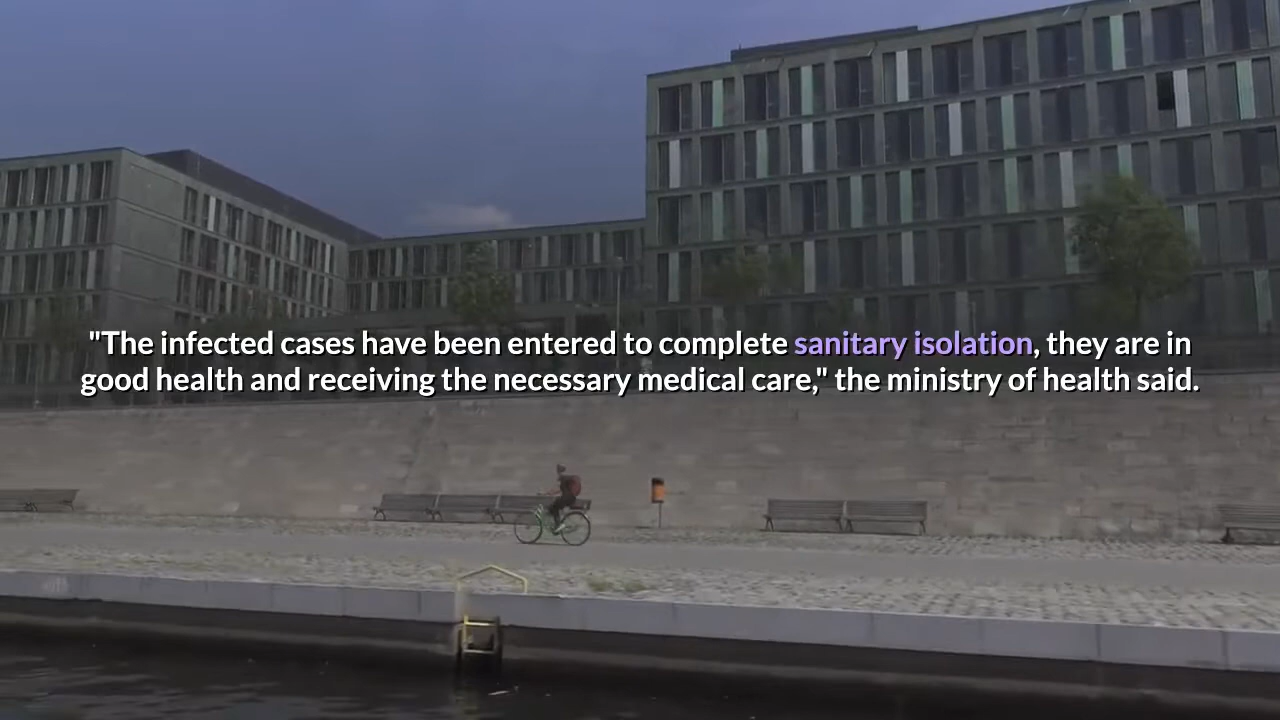 "The infected cases have been entered to complete sanitary isolation, they are in
good health and receiving the necessary medical care," the ministry of health said.